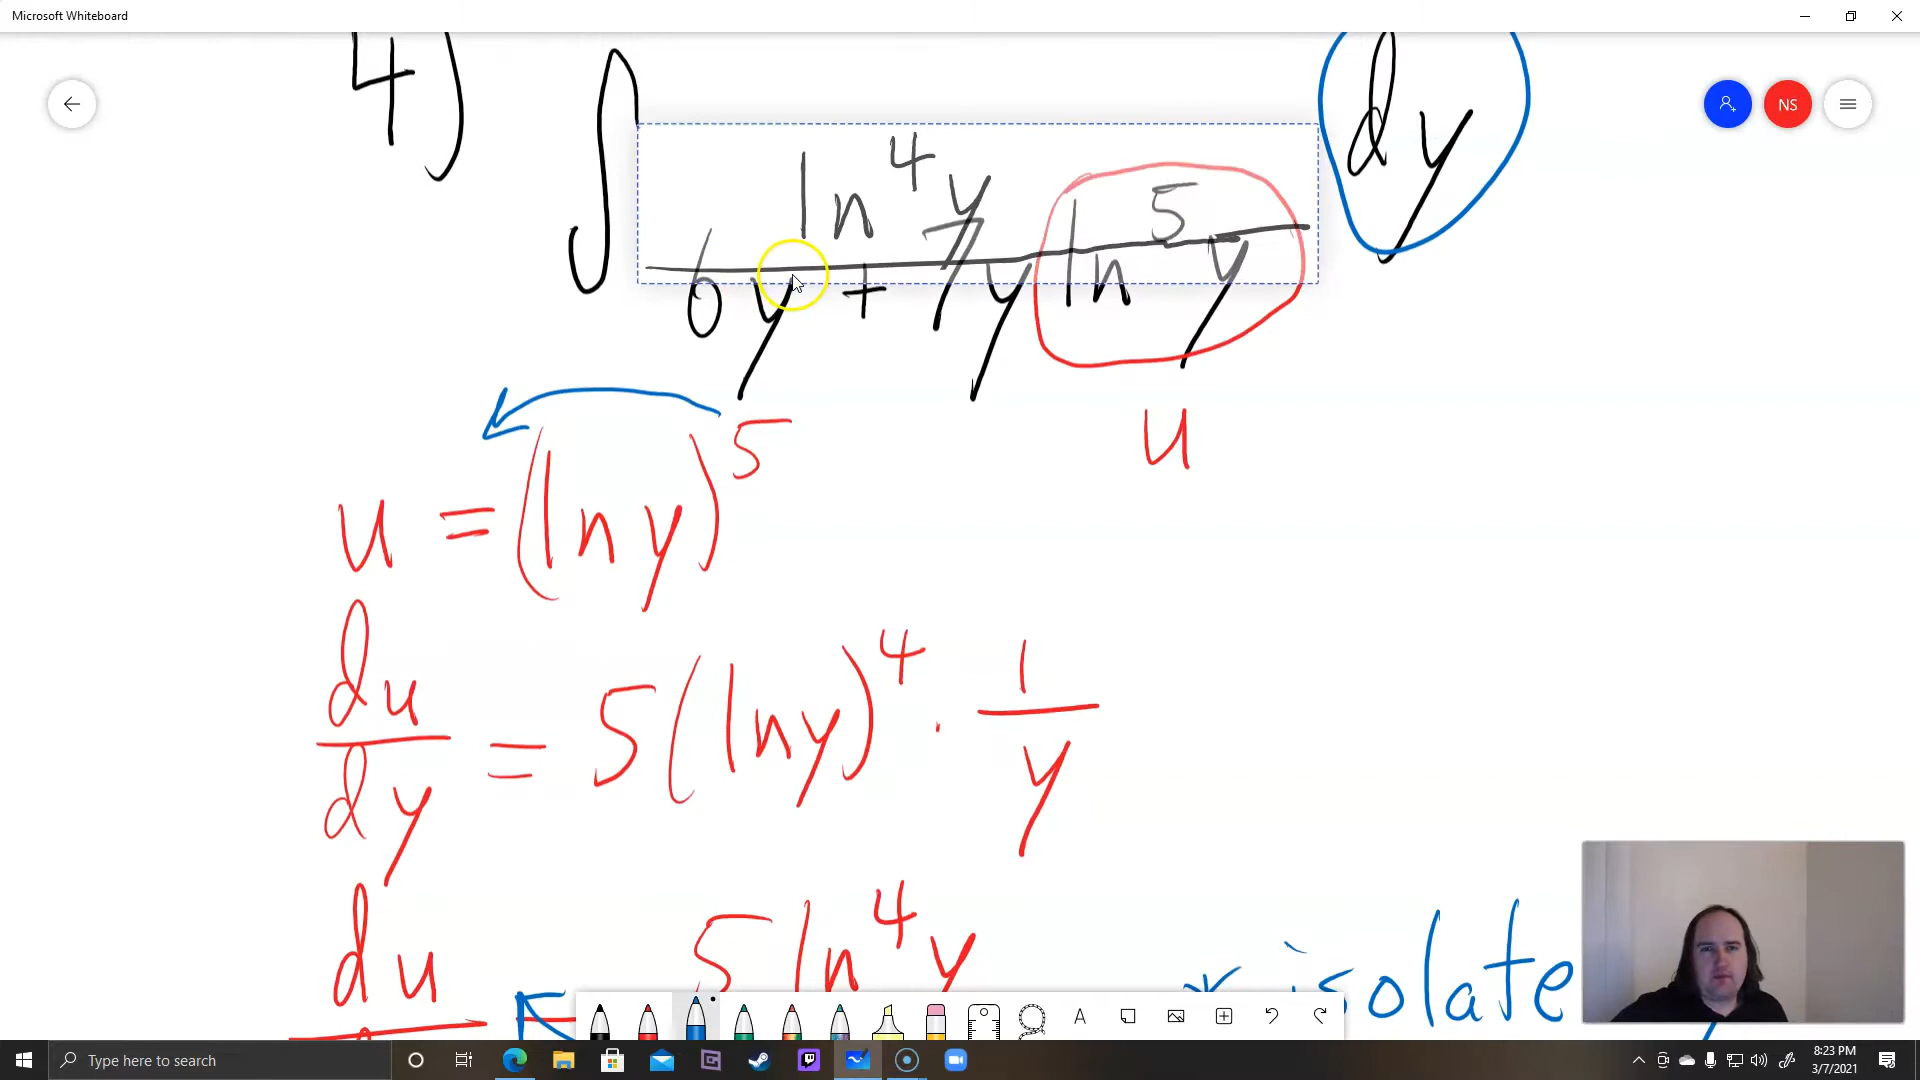 Microsoft Whiteboard
4) ∫ ln⁴y / (6y + 7y ln⁵y) dy
NS
u
u = (ln y)⁵
du/dy = 5(ln y)⁴ · 1/y
du 5 ln⁴y
isolate
A
Type here to search
8:23 PM
3/7/2021